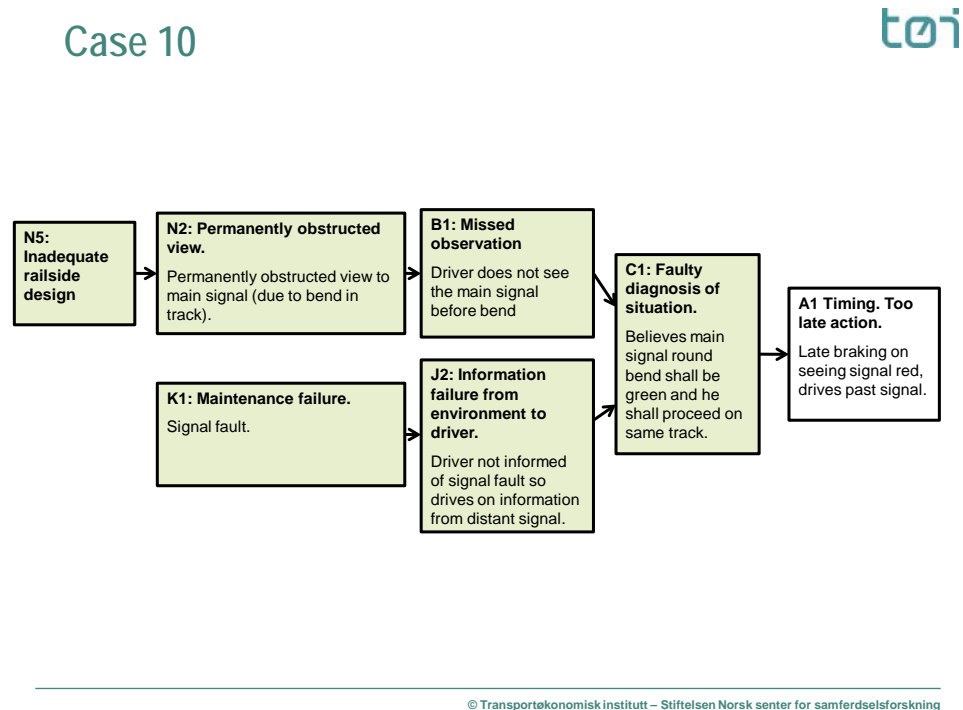 Case 10
tøi
N5:
Inadequate
railside
design
N2: Permanently obstructed
view.
Permanently obstructed view to
main signal (due to bend in
track).
B1: Missed
observation
Driver does not see
the main signal
before bend
K1: Maintenance failure.
Signal fault.
J2: Information
failure from
environment to
driver.
Driver not informed
of signal fault so
drives on information
from distant signal.
C1: Faulty
diagnosis of
situation.
Believes main
signal round
bend shall be
green and he
shall proceed on
same track.
A1 Timing. Too
late action.
Late braking on
seeing signal red,
drives past signal.
© Transportøkonomisk institutt – Stiftelsen Norsk senter for samferdselsforskning